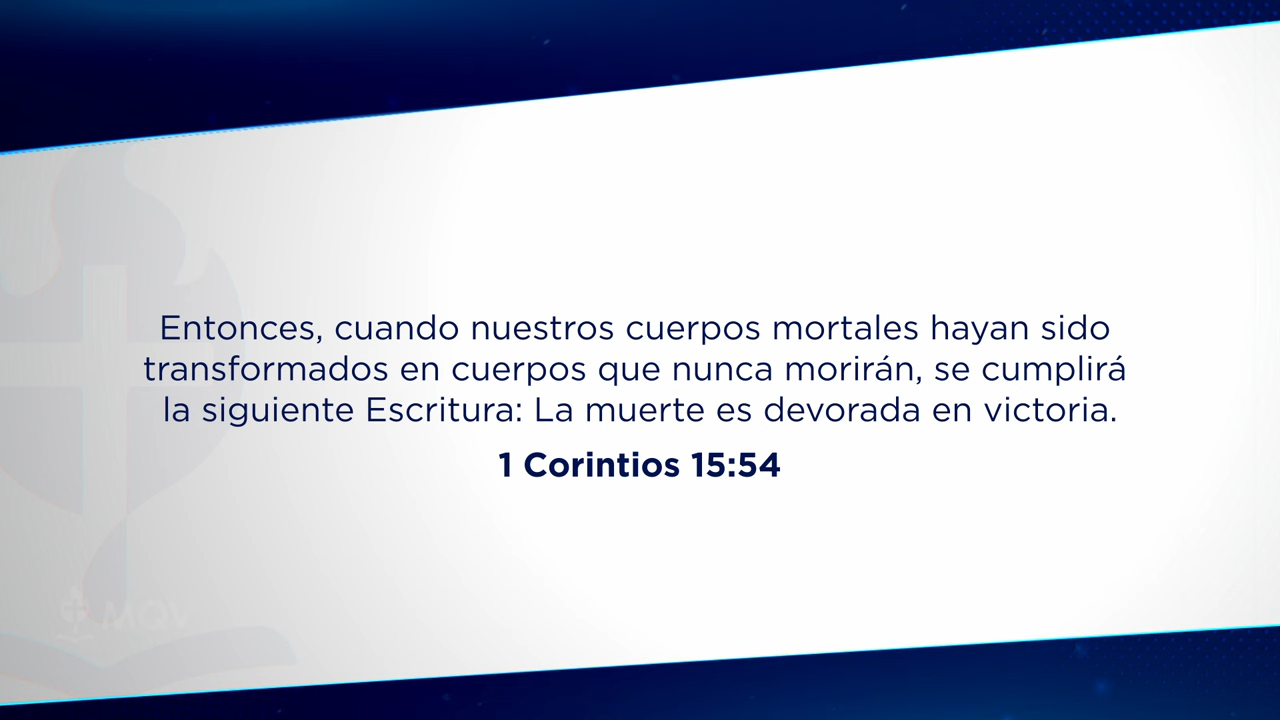 Entonces, cuando nuestros cuerpos mortales hayan sido
transformados en cuerpos que nunca morirán, se cumplirá
la siguiente Escritura: La muerte es devorada en victoria.
1 Corintios 15:54
MQV